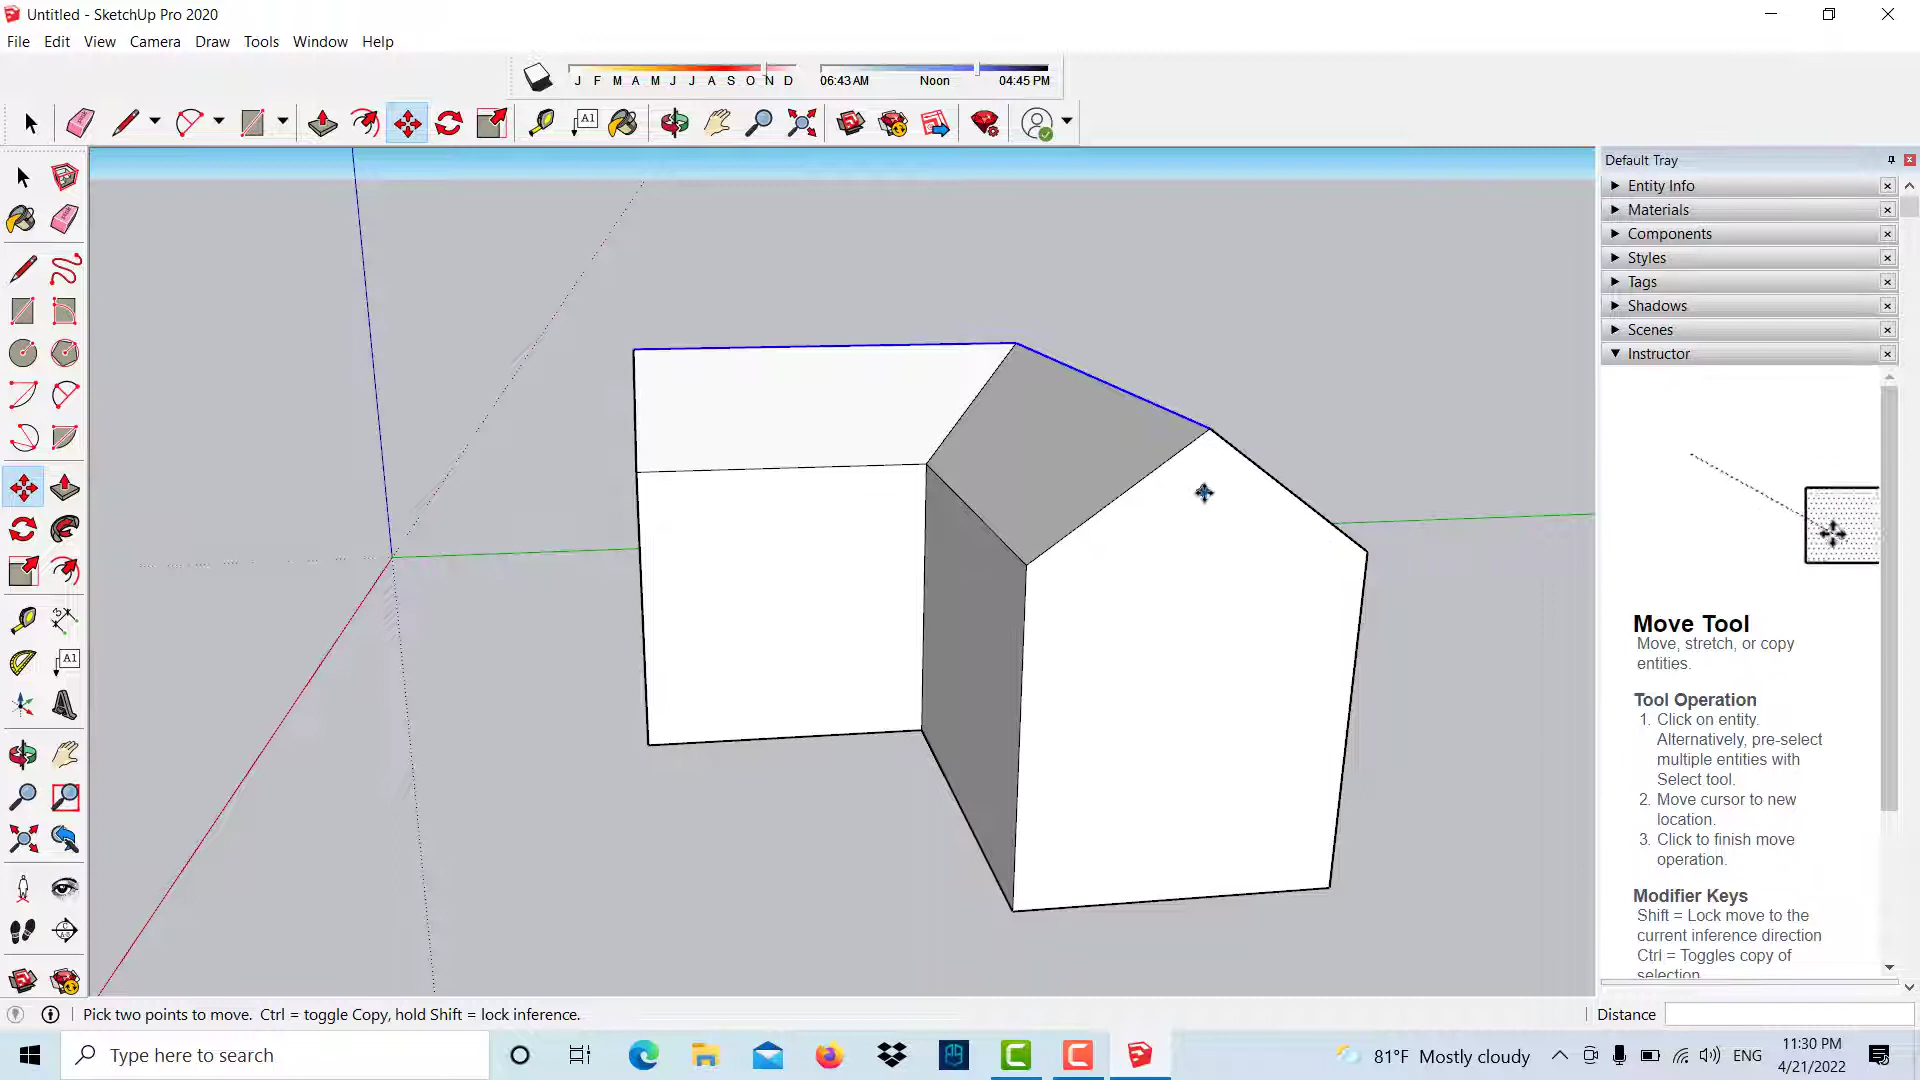 Untitled - SketchUp Pro 2020
File Edit View Camera Draw Tools Window Help
J F M A M J J A S O N D 06:43 AM Noon 04:45 PM
A1
Default Tray
Entity Info
Materials
Components
Styles
Tags
Shadows
Scenes
Instructor
A1
Move Tool
Move, stretch, or copy
entities.
Tool Operation
1. Click on entity.
Alternatively, pre-select
multiple entities with
Select tool.
2. Move cursor to new
location.
3. Click to finish move
operation.
Modifier Keys
Shift = Lock move to the
current inference direction
Ctrl = Toggles copy of
selection
Pick two points to move. Ctrl = toggle Copy, hold Shift = lock inference.
Distance
Type here to search
81°F Mostly cloudy
ENG
11:30 PM
4/21/2022